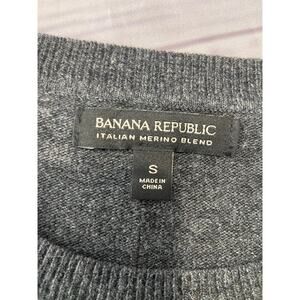 BANANA REPUBLIC
ITALIAN MERINO BLEND
S
MADE IN
CHINA